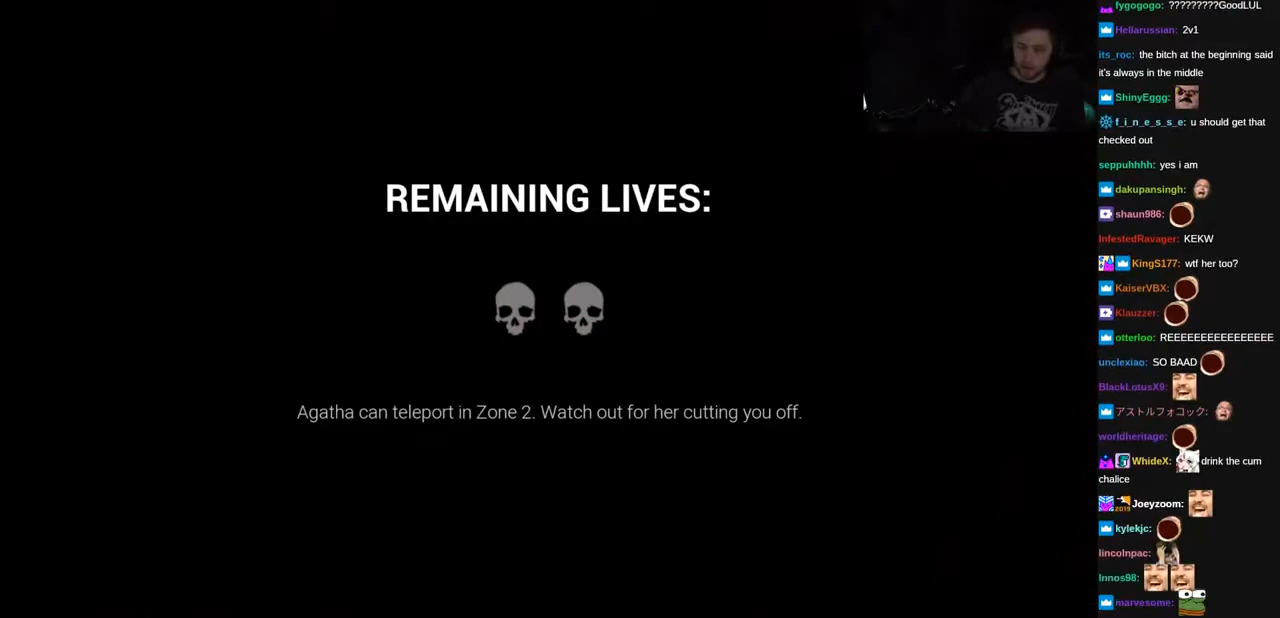 REMAINING LIVES:
Agatha can teleport in Zone 2. Watch out for her cutting you off.
fygogogo: ?????????GoodLUL
Hellarussian: 2v1
its_roc: the bitch at the beginning said
it's always in the middle
ShinyEggg:
f_i_n_e_s_s_e: u should get that
checked out
seppuhhhh: yes i am
dakupansingh:
shaun986:
InfestedRavager: KEKW
KingS177: wtf her too?
KaiserVBX:
Klauzzer:
otterloo: REEEEEEEEEEEEEEEE
unclexiao: SO BAAD
BlackLotusX9:
アストルフォコック:
worldheritage:
WhideX: drink the cum
chalice
2019 Joeyzoom:
kylekjc:
lincolnpac:
Innos98:
marvesome: